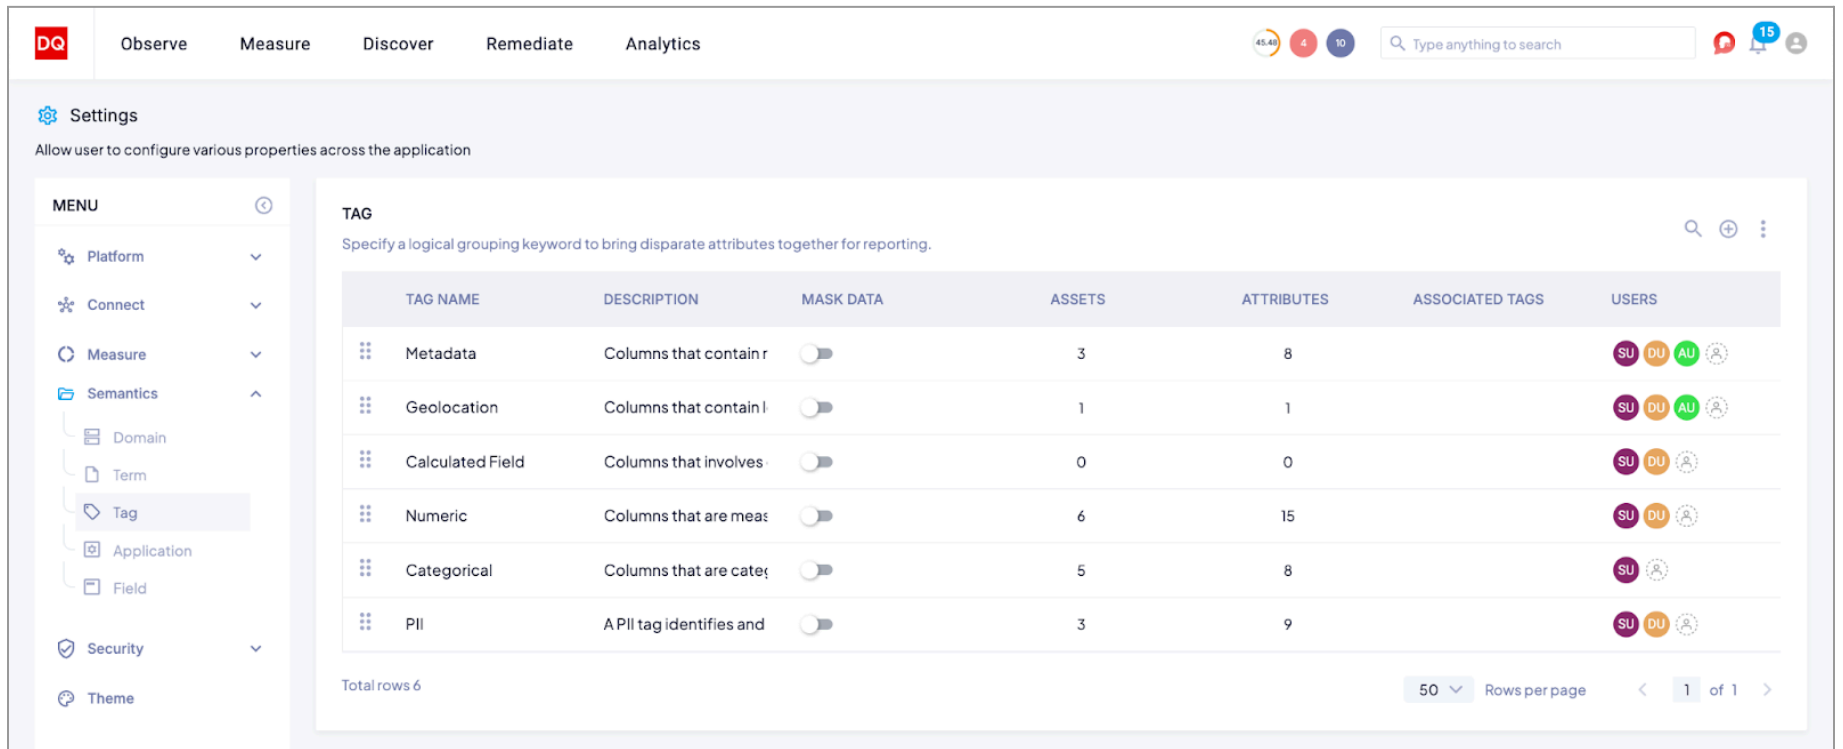 DQ Observe Measure Discover Remediate Analytics 45.48 4 10 Type anything to search 15
Settings
Allow user to configure various properties across the application
MENU
Platform
Connect
Measure
Semantics
Domain
Term
Tag
Application
Field
Security
Theme
TAG
Specify a logical grouping keyword to bring disparate attributes together for reporting.
TAG NAME DESCRIPTION MASK DATA ASSETS ATTRIBUTES ASSOCIATED TAGS USERS
Metadata Columns that contain 3 8 SU DU AU
Geolocation Columns that contain 1 1 SU DU AU
Calculated Field Columns that involves 0 0 SU DU
Numeric Columns that are meas 6 15 SU DU
Categorical Columns that are cate 5 8 SU
PII A PII tag identifies and 3 9 SU DU
Total rows 6 50 Rows per page 1 of 1